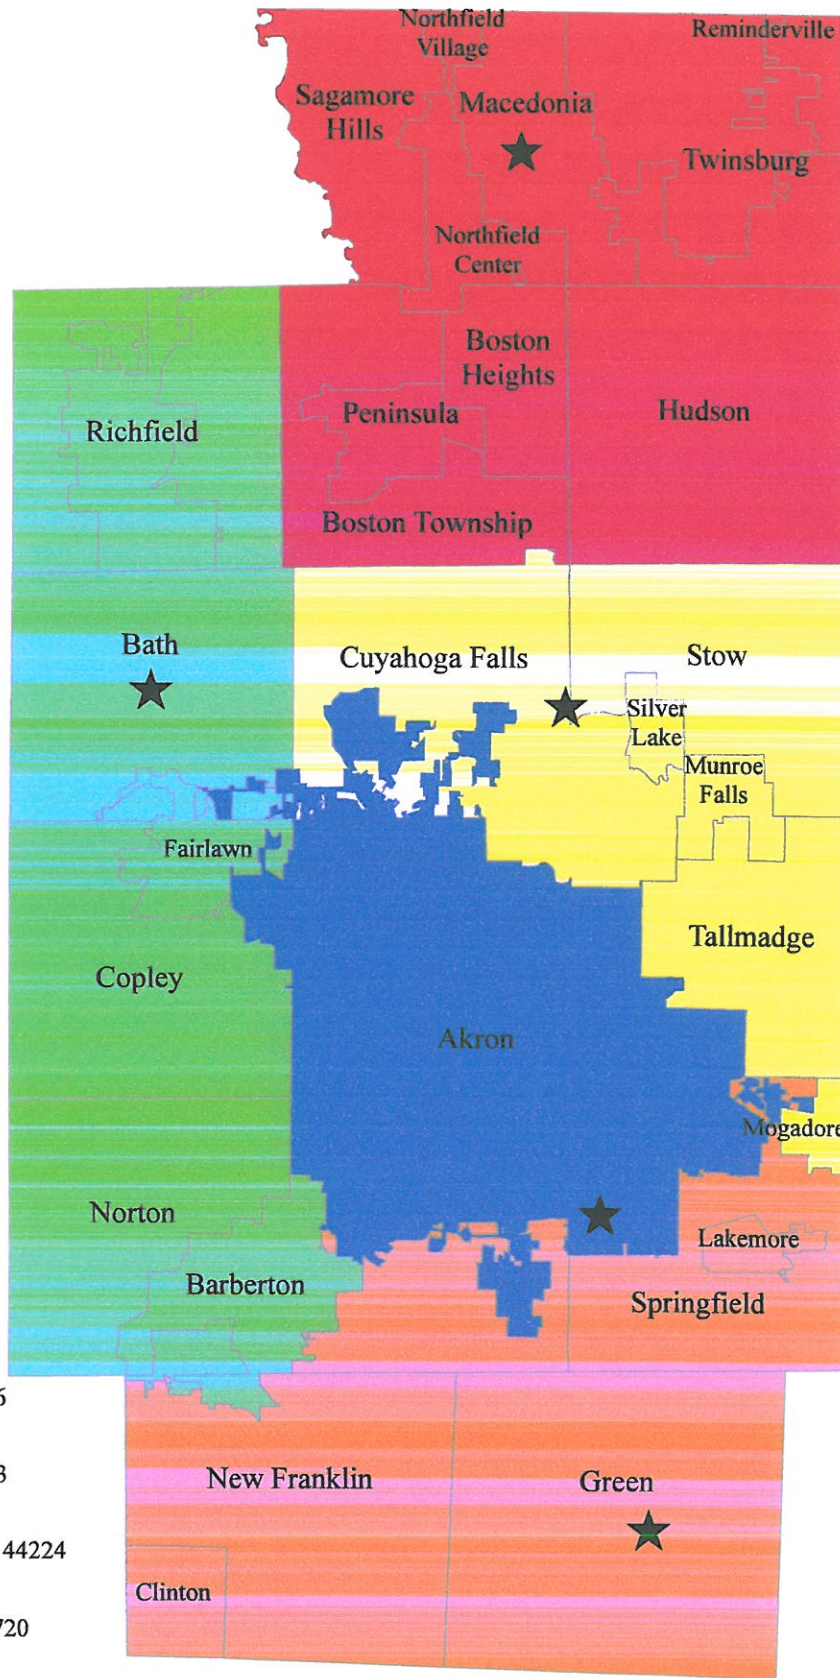 Northfield
Village
Reminderville
Sagamore
Hills
Macedonia
Twinsburg
Northfield
Center
Boston
Heights
Richfield
Peninsula
Hudson
Boston Township
Bath
Cuyahoga Falls
Stow
Silver
Lake
Munroe
Falls
Fairlawn
Tallmadge
Copley
Akron
Mogadore
Norton
Lakemore
Barberton
Springfield
44224
720
New Franklin
Green
Clinton